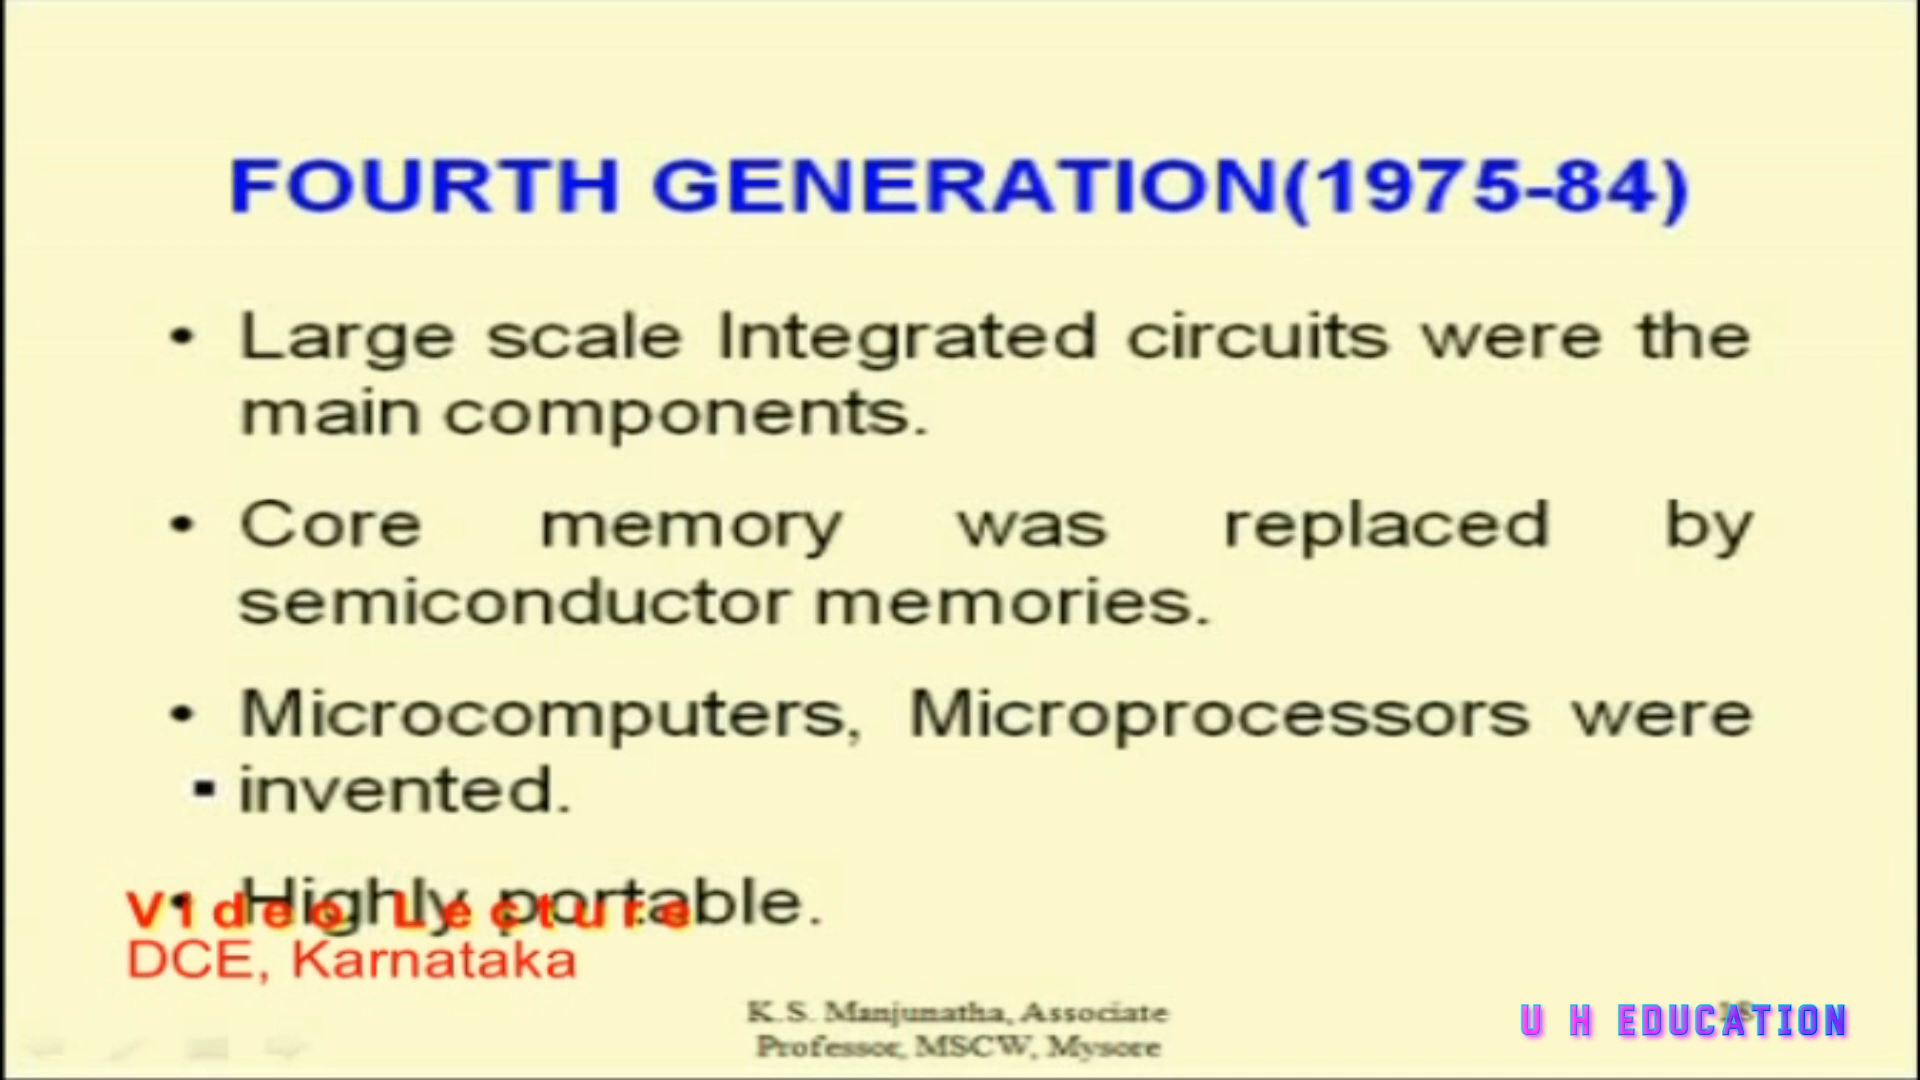 FOURTH GENERATION(1975-84)
• Large scale Integrated circuits were the
main components.
• Core memory was replaced by
semiconductor memories.
• Microcomputers, Microprocessors were
▪ invented.
• Highly portable.
Video Lecture
DCE, Karnataka
K.S. Manjunatha, Associate
Professor, MSCW, Mysore
U H EDUCATION